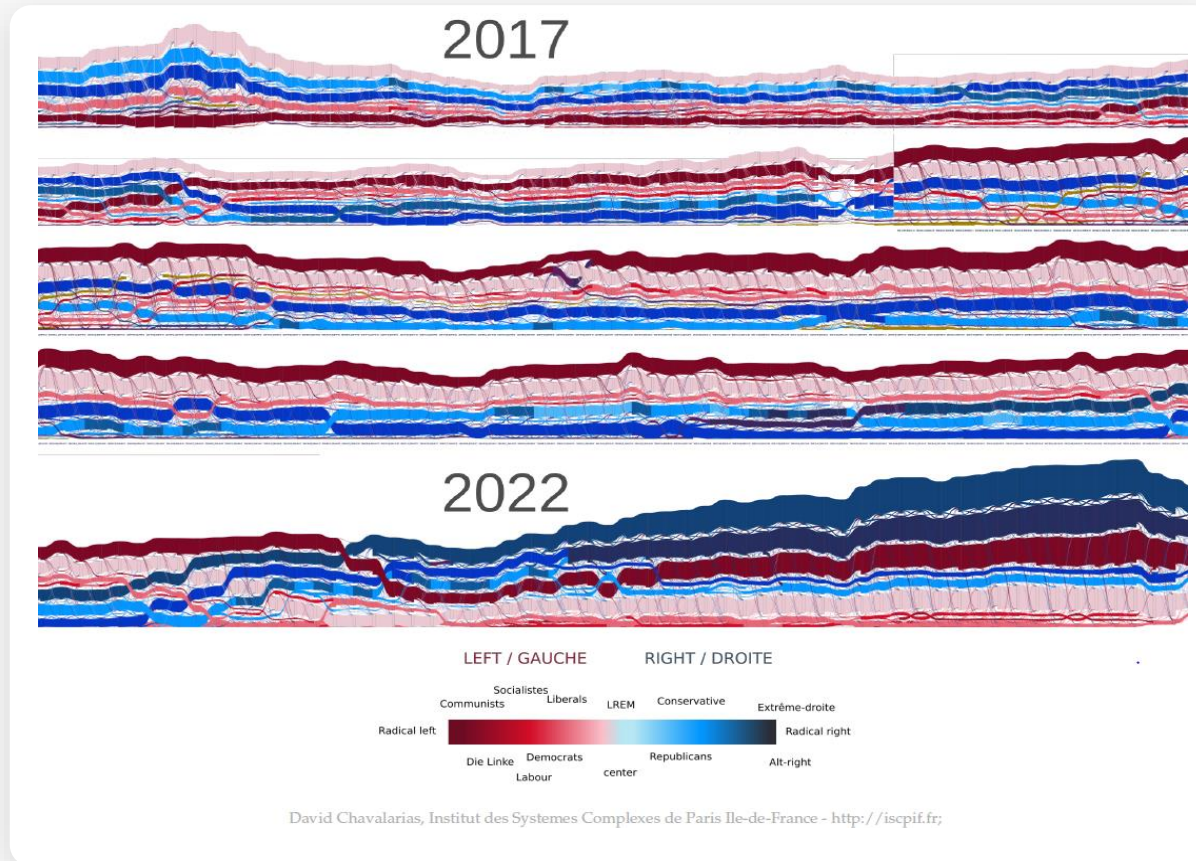 2017
2022
LEFT / GAUCHE RIGHT / DROITE
Socialistes
Communists Liberals LREM Conservative Extrême-droite
Radical left Radical right
Die Linke Democrats center Republicans Alt-right
Labour
David Chavalarias, Institut des Systemes Complexes de Paris Ile-de-France - http://iscpif.fr;